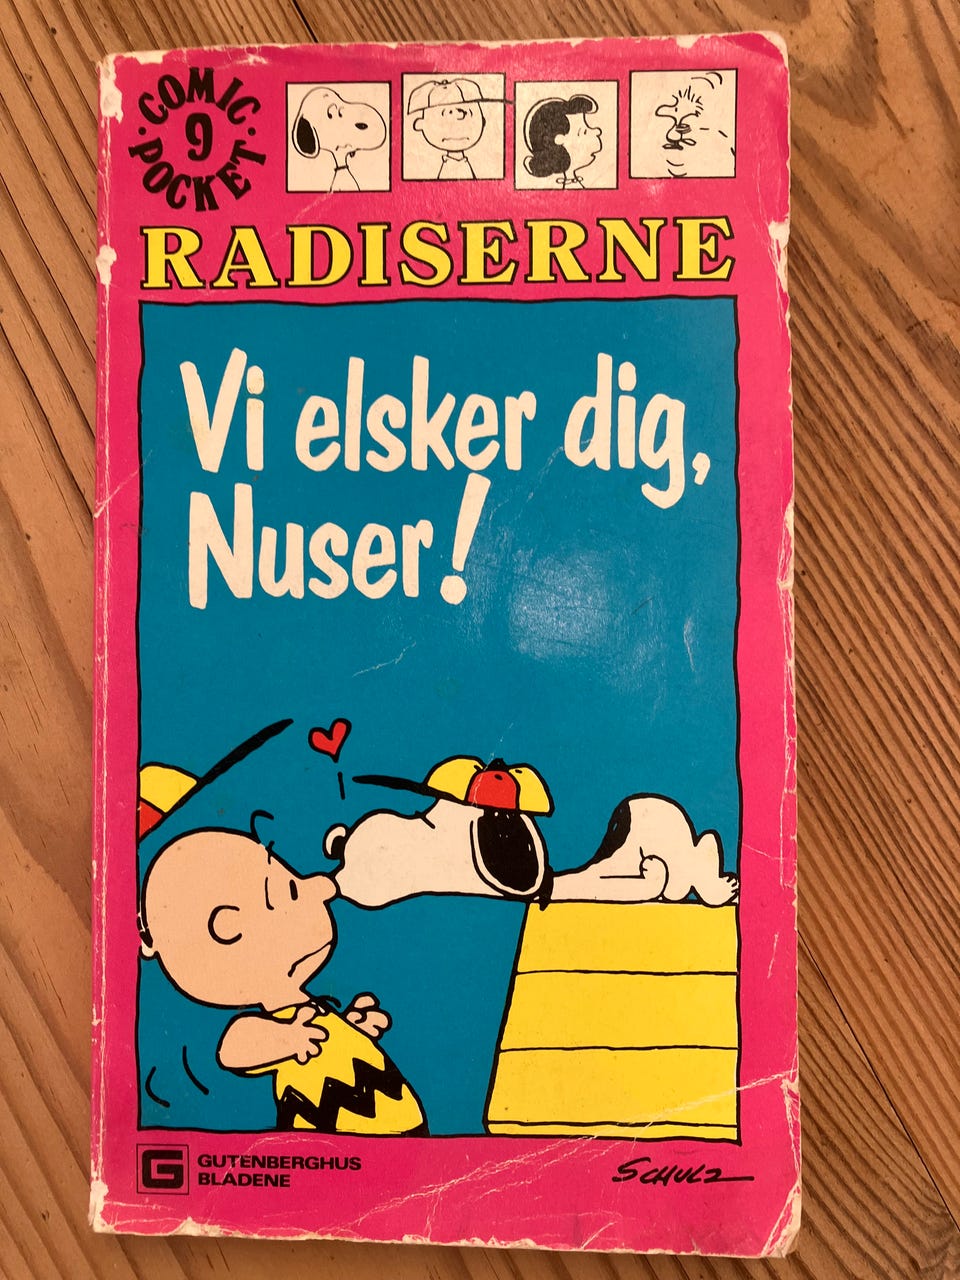 COMIC
9
POCKET
RADISERNE
Vi elsker dig,
Nuser!
G
GUTENBERGHUS
BLADENE
SCHULZ